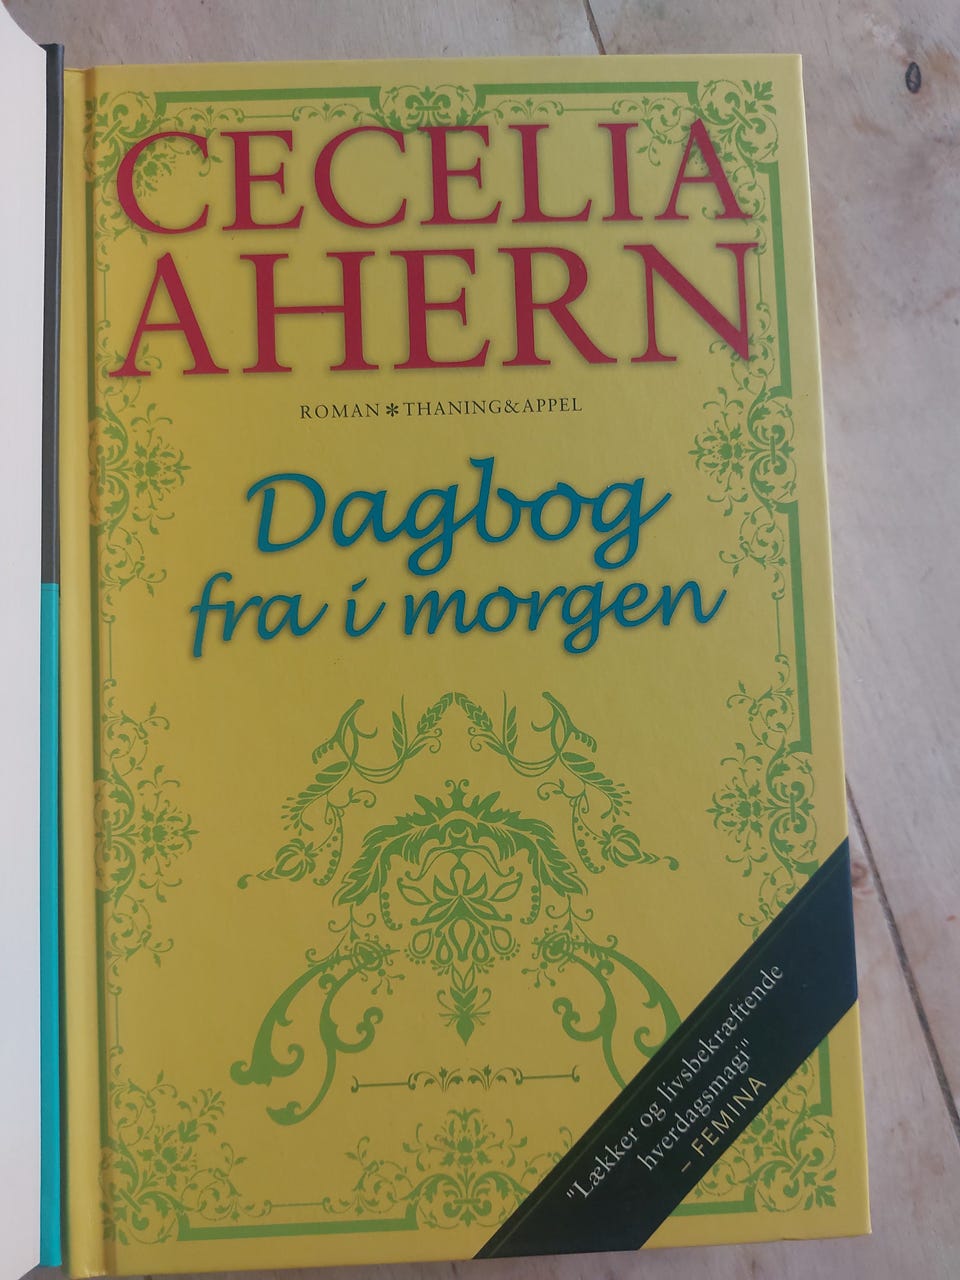 CECELIA
AHERN
ROMAN✻THANING&APPEL
Dagbog
fra i morgen
"Lækker og livsbekræftende
hverdagsmagi"
– FEMINA